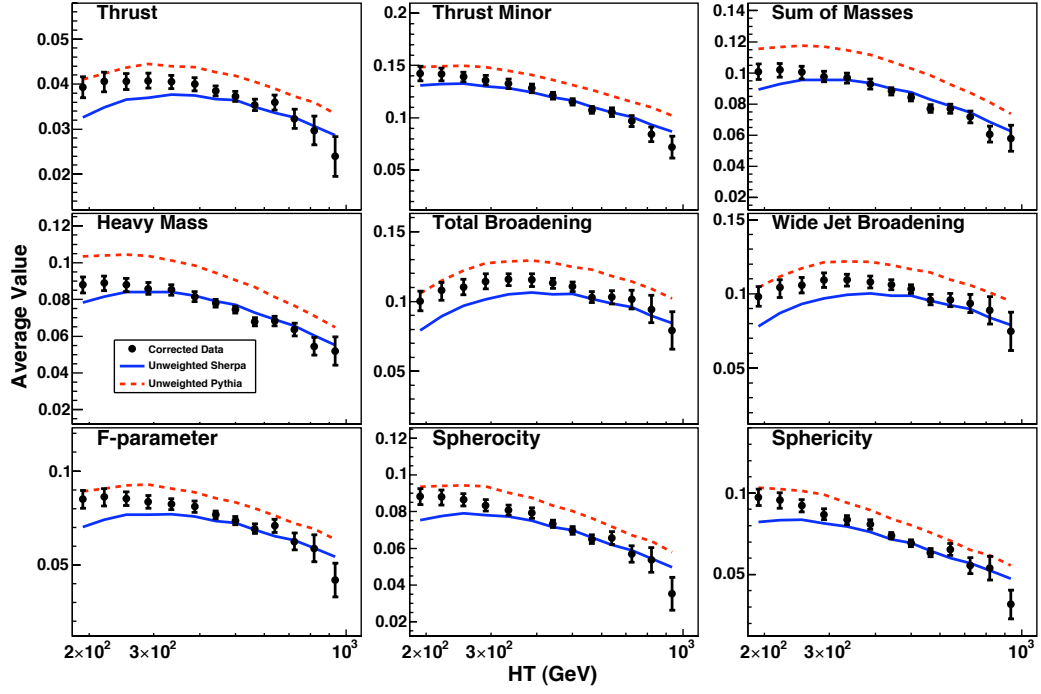 Thrust
Thrust Minor
Sum of Masses
0.05
0.04
0.03
0.02
0.2
0.15
0.1
0.05
0.14
0.12
0.1
0.08
0.06
0.04
0.02
Heavy Mass
Total Broadening
Wide Jet Broadening
0.12
0.1
0.08
0.06
0.04
0.02
0.15
0.1
0.05
0.15
0.1
0.05
Average Value
Corrected Data
Unweighted Sherpa
Unweighted Pythia
F-parameter
Spherocity
Sphericity
0.1
0.05
0.12
0.1
0.08
0.06
0.04
0.02
0.1
0.05
2×10² 3×10² 10³
2×10² 3×10² 10³
2×10² 3×10² 10³
HT (GeV)